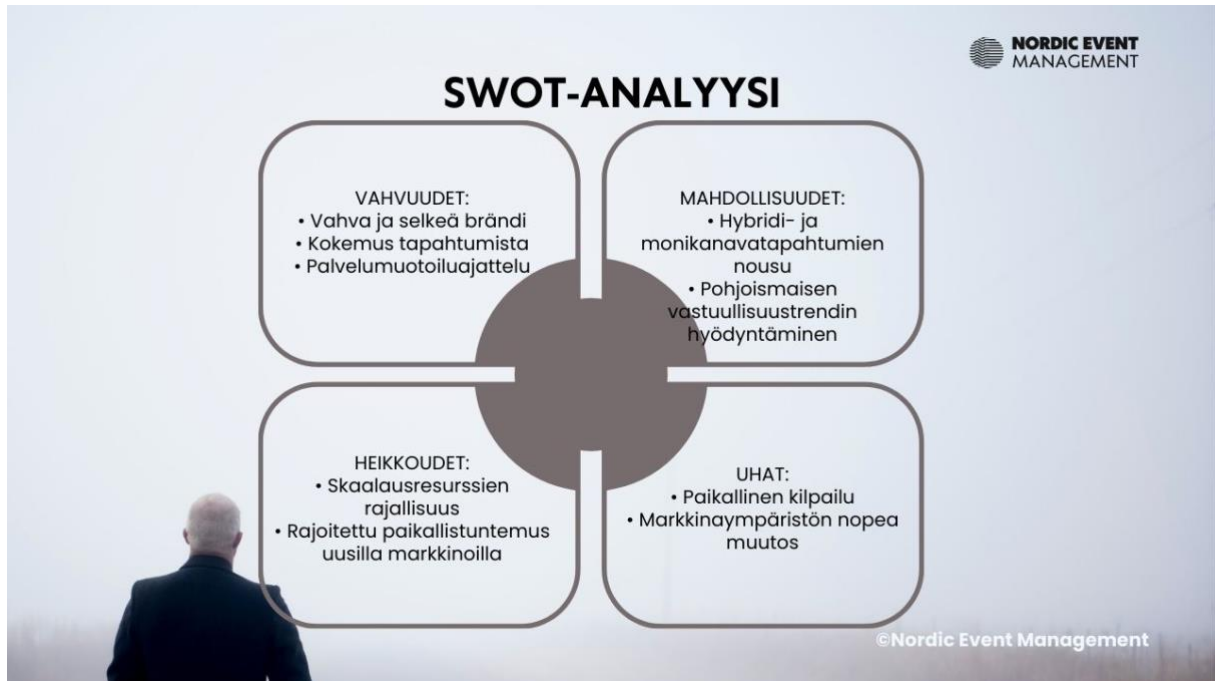 NORDIC EVENT
MANAGEMENT
SWOT-ANALYYSI
VAHVUUDET:
• Vahva ja selkeä brändi
• Kokemus tapahtumista
• Palvelumuotoiluajattelu
MAHDOLLISUUDET:
• Hybridi- ja
monikanavatapahtumien
nousu
• Pohjoismaisen
vastuullisuustrendin
hyödyntäminen
HEIKKOUDET:
• Skaalausresurssien
rajallisuus
• Rajoitettu paikallistuntemus
uusilla markkinoilla
UHAT:
• Paikallinen kilpailu
• Markkinaympäristön nopea
muutos
©Nordic Event Management